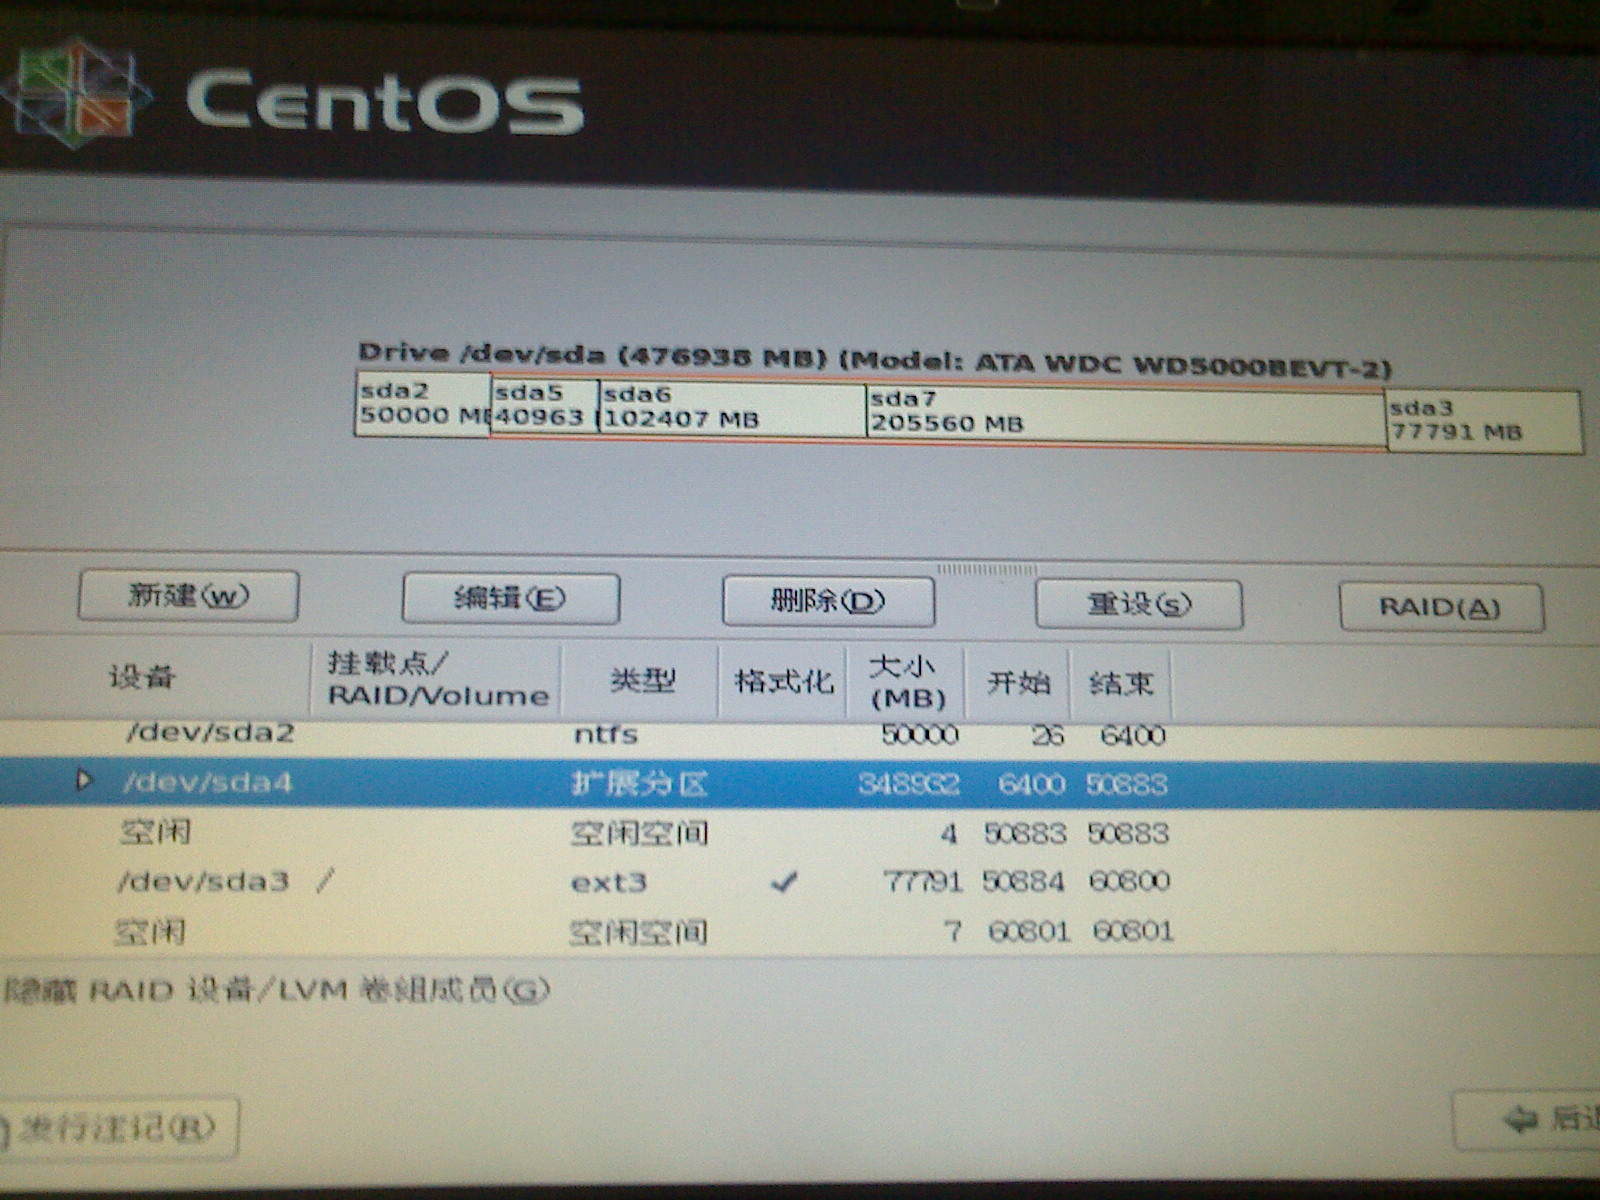 CentOS
Drive /dev/sda (476938 MB) (Model: ATA WDC WD5000BEVT-2)
sda2 sda5 sda6 sda7 sda3
50000 MB 40963 102407 MB 205560 MB 77791 MB
新建(W) 编辑(E) 删除(D) 重设(S) RAID(A)
设备 挂载点/ RAID/Volume 类型 格式化 大小 (MB) 开始 结束
/dev/sda2 ntfs 50000 26 6400
/dev/sda4 扩展分区 348932 6400 50883
空闲 空闲空间 4 50883 50883
/dev/sda3 / ext3 ✓ 77791 50884 60800
空闲 空闲空间 7 60801 60801
隐藏 RAID 设备/LVM 卷组成员(G)
发行注记(R) 后退